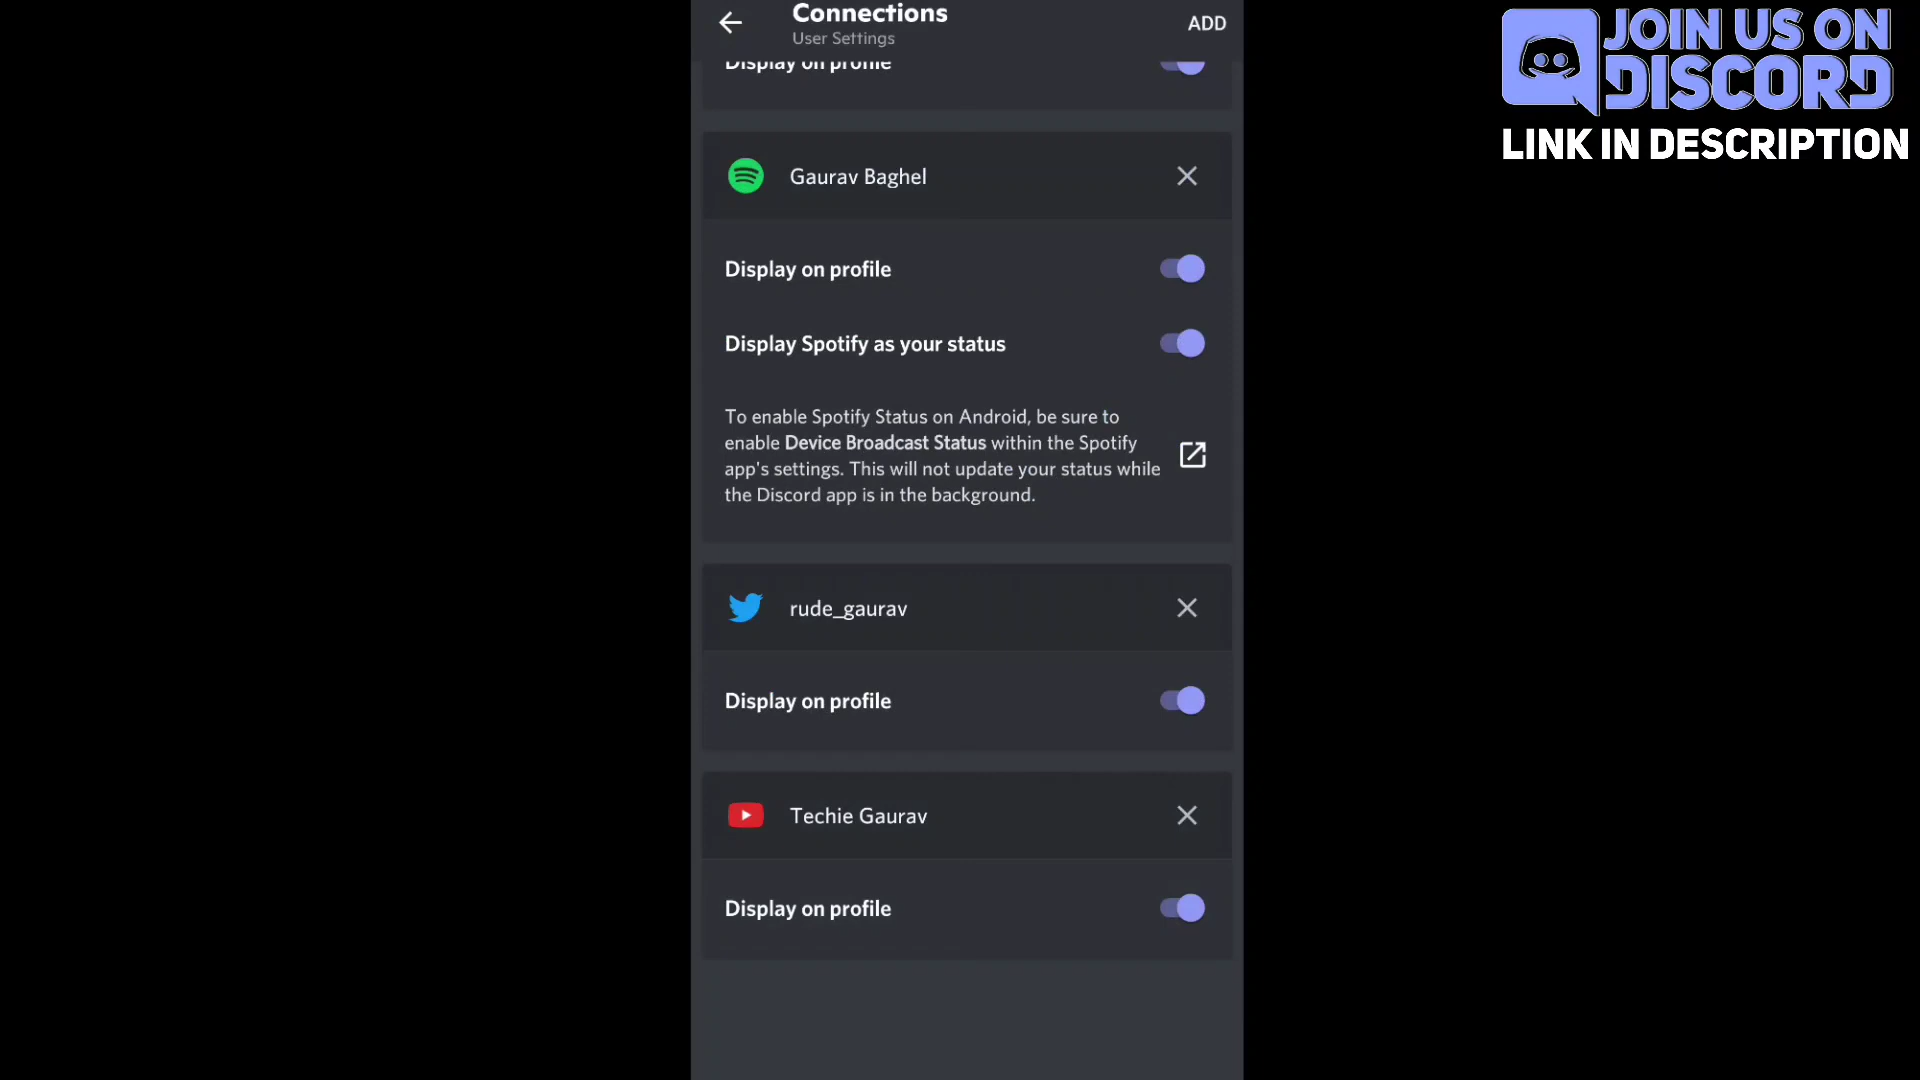 Connections
User Settings
ADD
Display on profile
Gaurav Baghel
Display on profile
Display Spotify as your status
To enable Spotify Status on Android, be sure to
enable Device Broadcast Status within the Spotify
app's settings. This will not update your status while
the Discord app is in the background.
rude_gaurav
Display on profile
Techie Gaurav
Display on profile
JOIN US ON
DISCORD
LINK IN DESCRIPTION